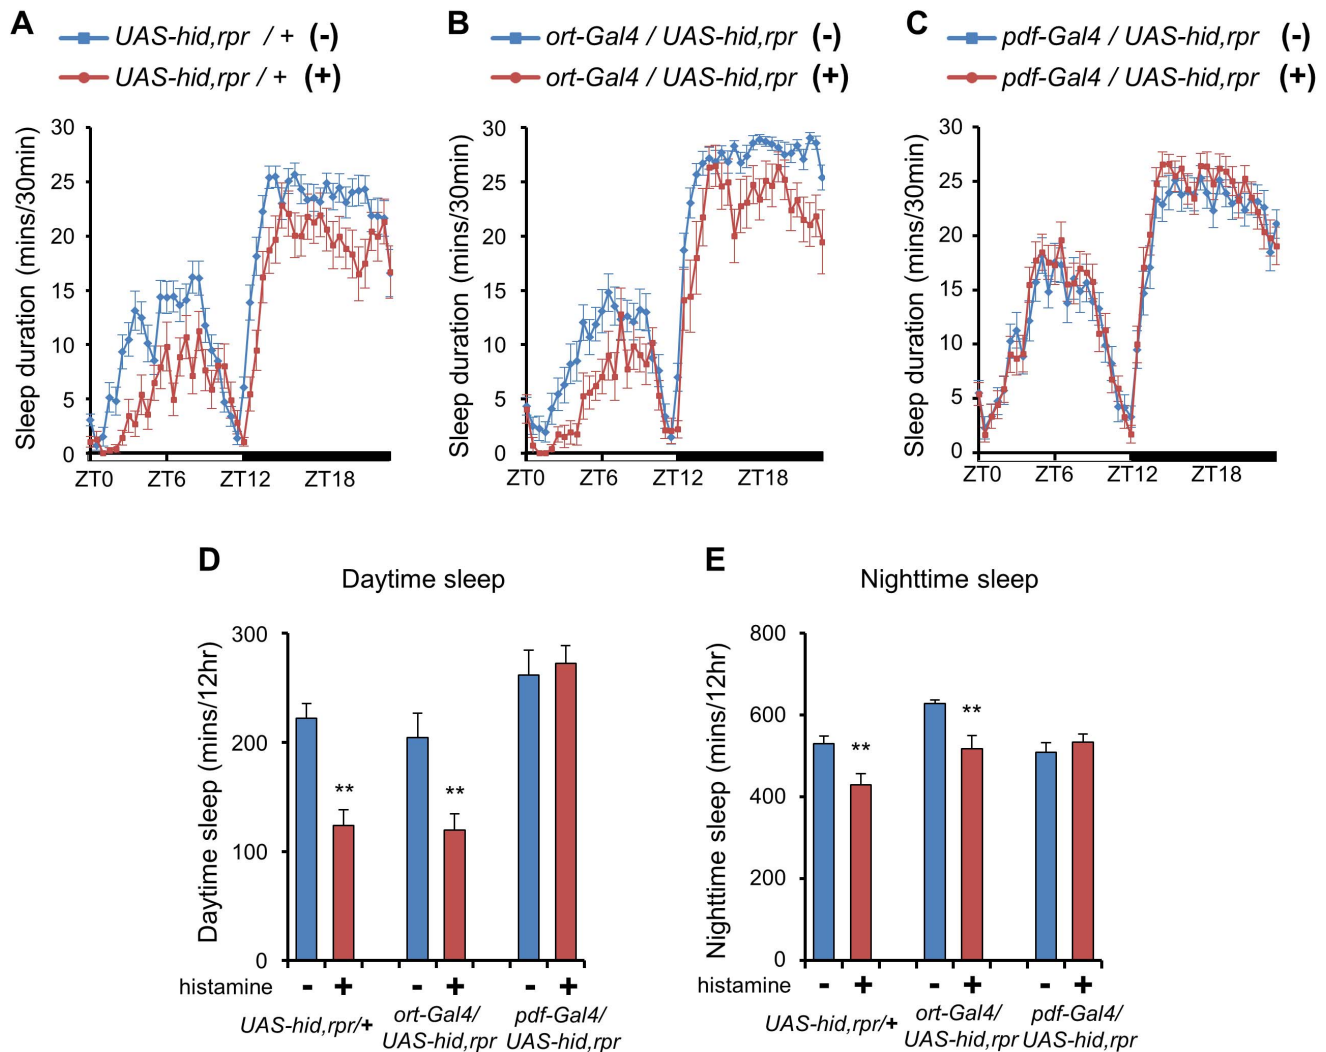 A
UAS-hid,rpr / + (-)
UAS-hid,rpr / + (+)
B
ort-Gal4 / UAS-hid,rpr (-)
ort-Gal4 / UAS-hid,rpr (+)
C
pdf-Gal4 / UAS-hid,rpr (-)
pdf-Gal4 / UAS-hid,rpr (+)
Sleep duration (mins/30min)
30
25
20
15
10
5
0
ZT0 ZT6 ZT12 ZT18
Sleep duration (mins/30min)
30
25
20
15
10
5
0
ZT0 ZT6 ZT12 ZT18
Sleep duration (mins/30min)
30
25
20
15
10
5
0
ZT0 ZT6 ZT12 ZT18
D
Daytime sleep
Daytime sleep (mins/12hr)
300
200
100
0
** **
histamine - + - + - +
UAS-hid,rpr/+
ort-Gal4/
UAS-hid,rpr
pdf-Gal4/
UAS-hid,rpr
E
Nighttime sleep
Nighttime sleep (mins/12hr)
800
600
400
200
0
** **
- + - + - +
UAS-hid,rpr/+
ort-Gal4/
UAS-hid,rpr
pdf-Gal4/
UAS-hid,rpr